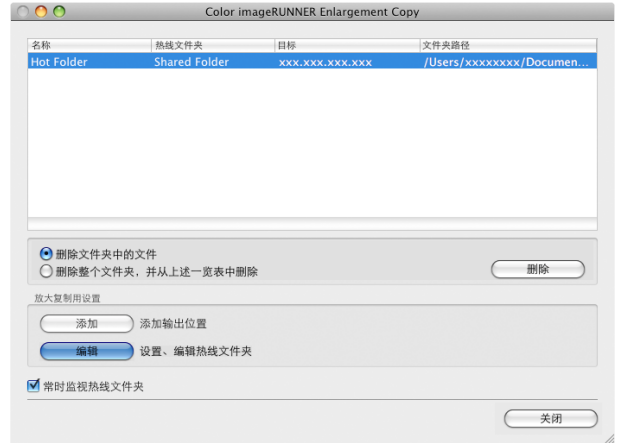 Color imageRUNNER Enlargement Copy
名称 热线文件夹 目标 文件夹路径
Hot Folder Shared Folder xxx.xxx.xxx.xxx /Users/xxxxxxxx/Documen...
删除文件夹中的文件
删除整个文件夹，并从上述一览表中删除 删除
放大复制用设置
添加 添加输出位置
编辑 设置、编辑热线文件夹
常时监视热线文件夹
关闭